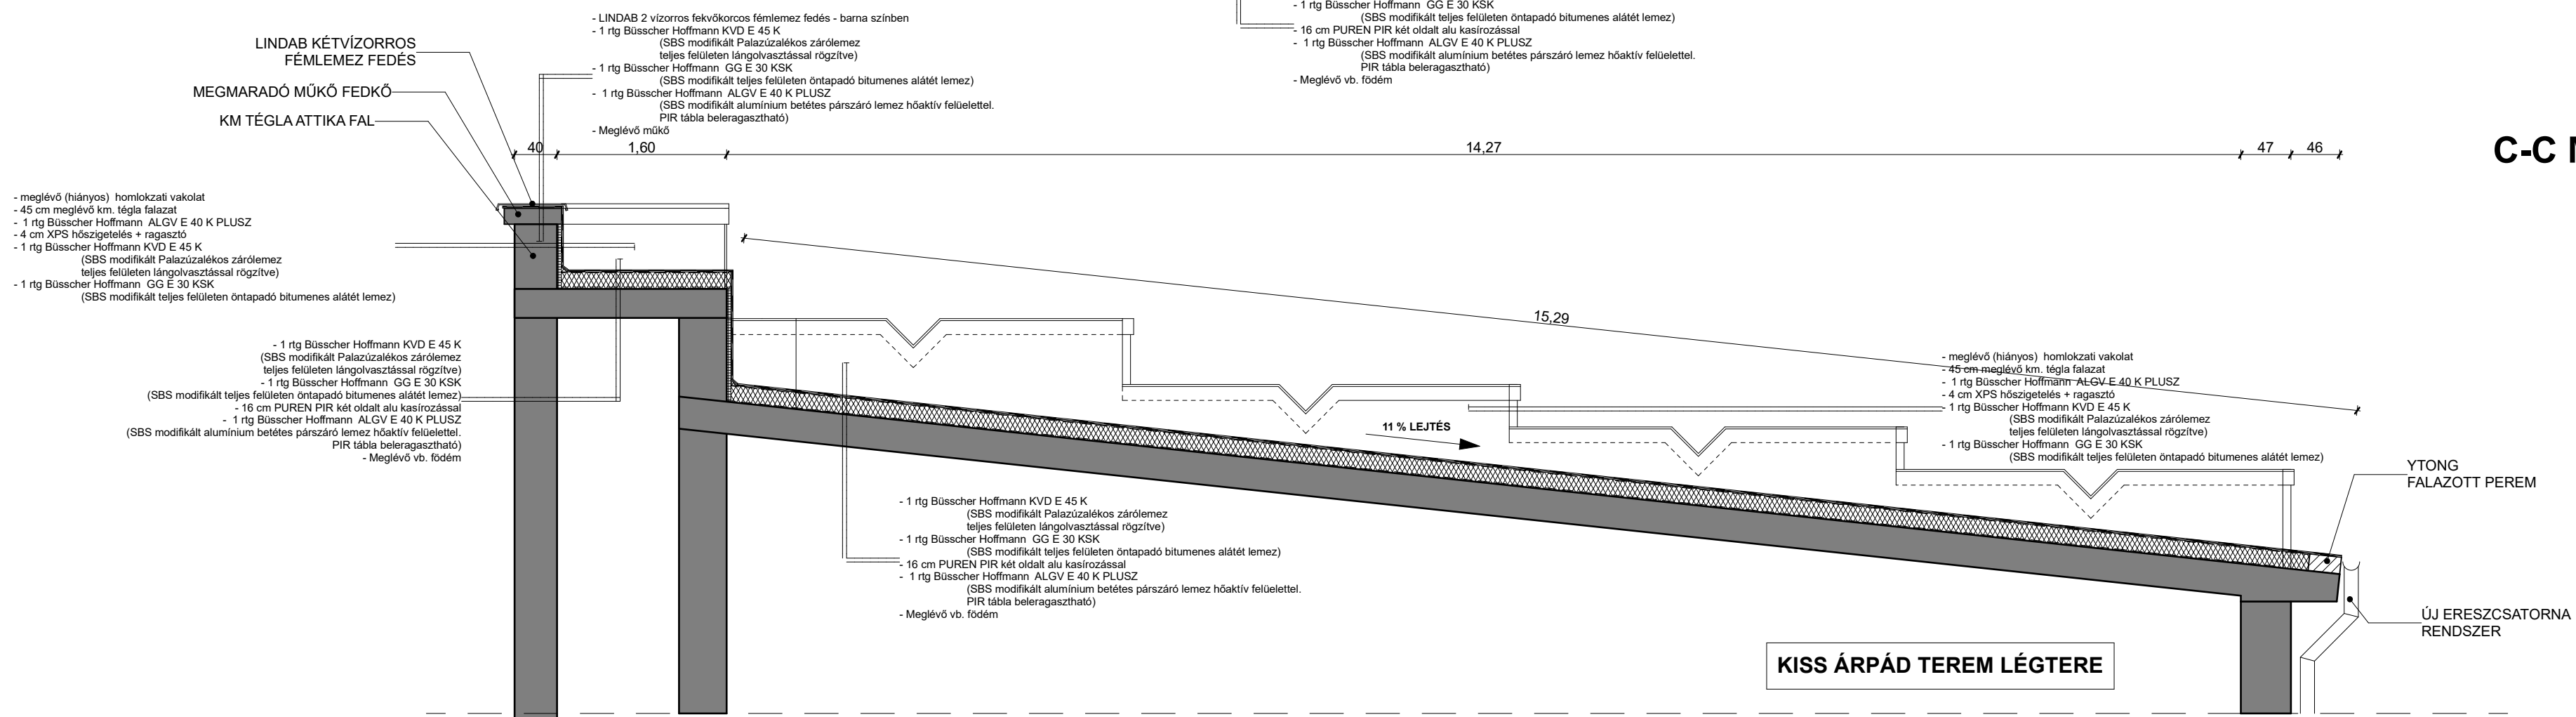 - 1 rtg Büsscher Hoffmann  GG E 30 KSK
(SBS modifikált teljes felületen öntapadó bitumenes alátét lemez)
- 16 cm PUREN PIR két oldalt alu kasírozással
-  1 rtg Büsscher Hoffmann  ALGV E 40 K PLUSZ
(SBS modifikált alumínium betétes párszáró lemez hőaktív felüelettel.
PIR tábla beleragasztható)
- Meglévő vb. födém
- LINDAB 2 vízorros fekvőkorcos fémlemez fedés - barna színben
- 1 rtg Büsscher Hoffmann KVD E 45 K
(SBS modifikált Palazúzalékos zárólemez
teljes felületen lángolvasztással rögzítve)
- 1 rtg Büsscher Hoffmann  GG E 30 KSK
(SBS modifikált teljes felületen öntapadó bitumenes alátét lemez)
-  1 rtg Büsscher Hoffmann  ALGV E 40 K PLUSZ
(SBS modifikált alumínium betétes párszáró lemez hőaktív felüelettel.
PIR tábla beleragasztható)
- Meglévő műkő
LINDAB KÉTVÍZORROS
FÉMLEMEZ FEDÉS
MEGMARADÓ MŰKŐ FEDKŐ
KM TÉGLA ATTIKA FAL
40
1,60
14,27
47
46
C-C
- meglévő (hiányos)  homlokzati vakolat
- 45 cm meglévő km. tégla falazat
-  1 rtg Büsscher Hoffmann  ALGV E 40 K PLUSZ
- 4 cm XPS hőszigetelés + ragasztó
- 1 rtg Büsscher Hoffmann KVD E 45 K
(SBS modifikált Palazúzalékos zárólemez
teljes felületen lángolvasztással rögzítve)
- 1 rtg Büsscher Hoffmann  GG E 30 KSK
(SBS modifikált teljes felületen öntapadó bitumenes alátét lemez)
15,29
- 1 rtg Büsscher Hoffmann KVD E 45 K
(SBS modifikált Palazúzalékos zárólemez
teljes felületen lángolvasztással rögzítve)
- 1 rtg Büsscher Hoffmann  GG E 30 KSK
(SBS modifikált teljes felületen öntapadó bitumenes alátét lemez)
- 16 cm PUREN PIR két oldalt alu kasírozással
-  1 rtg Büsscher Hoffmann  ALGV E 40 K PLUSZ
(SBS modifikált alumínium betétes párszáró lemez hőaktív felüelettel.
PIR tábla beleragasztható)
- Meglévő vb. födém
- meglévő (hiányos)  homlokzati vakolat
- 45 cm meglévő km. tégla falazat
-  1 rtg Büsscher Hoffmann  ALGV E 40 K PLUSZ
- 4 cm XPS hőszigetelés + ragasztó
- 1 rtg Büsscher Hoffmann KVD E 45 K
(SBS modifikált Palazúzalékos zárólemez
teljes felületen lángolvasztással rögzítve)
- 1 rtg Büsscher Hoffmann  GG E 30 KSK
(SBS modifikált teljes felületen öntapadó bitumenes alátét lemez)
11 % LEJTÉS
YTONG
FALAZOTT PEREM
- 1 rtg Büsscher Hoffmann KVD E 45 K
(SBS modifikált Palazúzalékos zárólemez
teljes felületen lángolvasztással rögzítve)
- 1 rtg Büsscher Hoffmann  GG E 30 KSK
(SBS modifikált teljes felületen öntapadó bitumenes alátét lemez)
- 16 cm PUREN PIR két oldalt alu kasírozással
-  1 rtg Büsscher Hoffmann  ALGV E 40 K PLUSZ
(SBS modifikált alumínium betétes párszáró lemez hőaktív felüelettel.
PIR tábla beleragasztható)
- Meglévő vb. födém
ÚJ ERESZCSATORNA
RENDSZER
KISS ÁRPÁD TEREM LÉGTERE